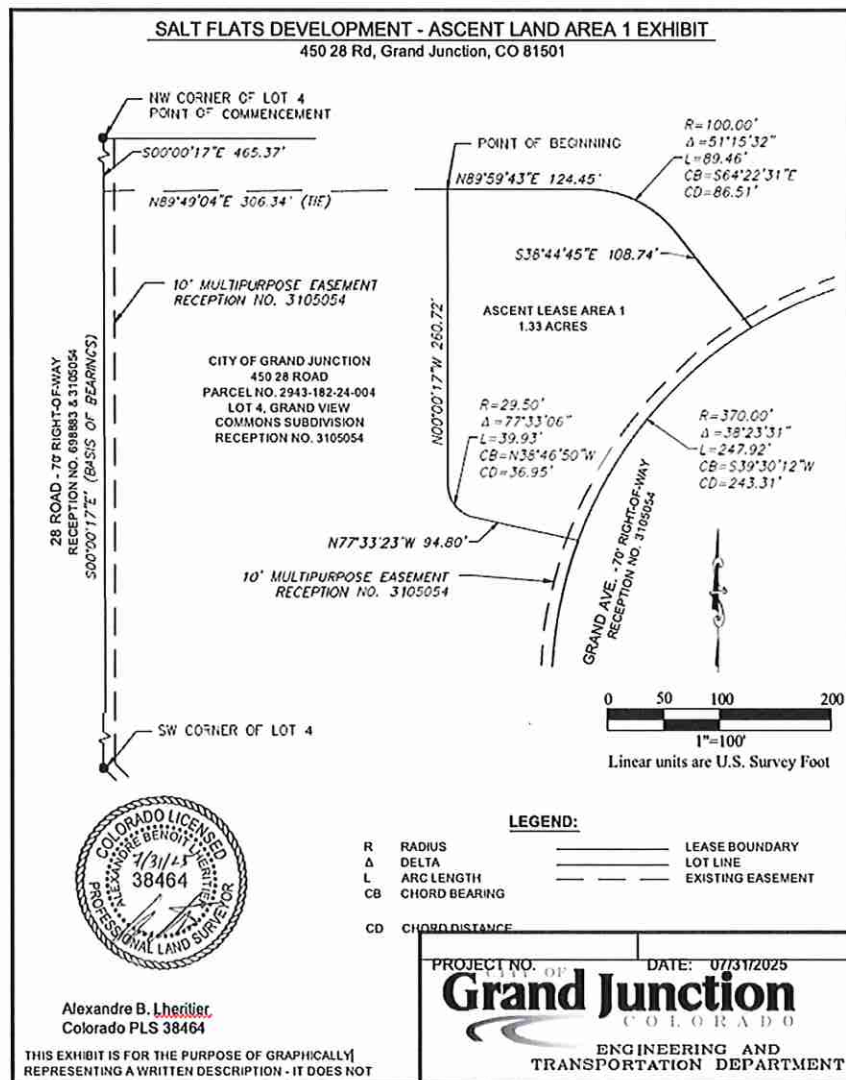 SALT FLATS DEVELOPMENT - ASCENT LAND AREA 1 EXHIBIT
450 28 Rd, Grand Junction, CO 81501
NW CORNER OF LOT 4
POINT OF COMMENCEMENT
S00°00'17"E 465.37'
N89°49'04"E 306.34' (TIE)
POINT OF BEGINNING
N89°59'43"E 124.45'
R=100.00'
Δ=51°15'32"
L=89.46'
CB=S64°22'31"E
CD=86.51'
S38°44'45"E 108.74'
10' MULTIPURPOSE EASEMENT
RECEPTION NO. 3105054
ASCENT LEASE AREA 1
1.33 ACRES
28 ROAD - 70' RIGHT-OF-WAY
RECEPTION NO. 698883 & 3105054
S00°00'17"E (BASIS OF BEARINGS)
CITY OF GRAND JUNCTION
450 28 ROAD
PARCEL NO. 2943-182-24-004
LOT 4, GRAND VIEW
COMMONS SUBDIVISION
RECEPTION NO. 3105054
N00°00'17"W 260.72'
R=29.50'
Δ=77°33'06"
L=39.93'
CB=N38°46'50"W
CD=36.95'
R=370.00'
Δ=38°23'31"
L=247.92'
CB=S39°30'12"W
CD=243.31'
N77°33'23"W 94.80'
10' MULTIPURPOSE EASEMENT
RECEPTION NO. 3105054
GRAND AVE. - 70' RIGHT-OF-WAY
RECEPTION NO. 3105054
SW CORNER OF LOT 4
0 50 100 200
1"=100'
Linear units are U.S. Survey Foot
COLORADO LICENSED
ALEXANDRE BENOIT LHERITIER
38464
PROFESSIONAL LAND SURVEYOR
LEGEND:
R RADIUS
Δ DELTA
L ARC LENGTH
CB CHORD BEARING
CD CHORD DISTANCE
LEASE BOUNDARY
LOT LINE
EXISTING EASEMENT
Alexandre B. Lheritier
Colorado PLS 38464
THIS EXHIBIT IS FOR THE PURPOSE OF GRAPHICALLY
REPRESENTING A WRITTEN DESCRIPTION - IT DOES NOT
PROJECT NO.
DATE: 07/31/2025
CITY OF
Grand Junction
COLORADO
ENGINEERING AND
TRANSPORTATION DEPARTMENT